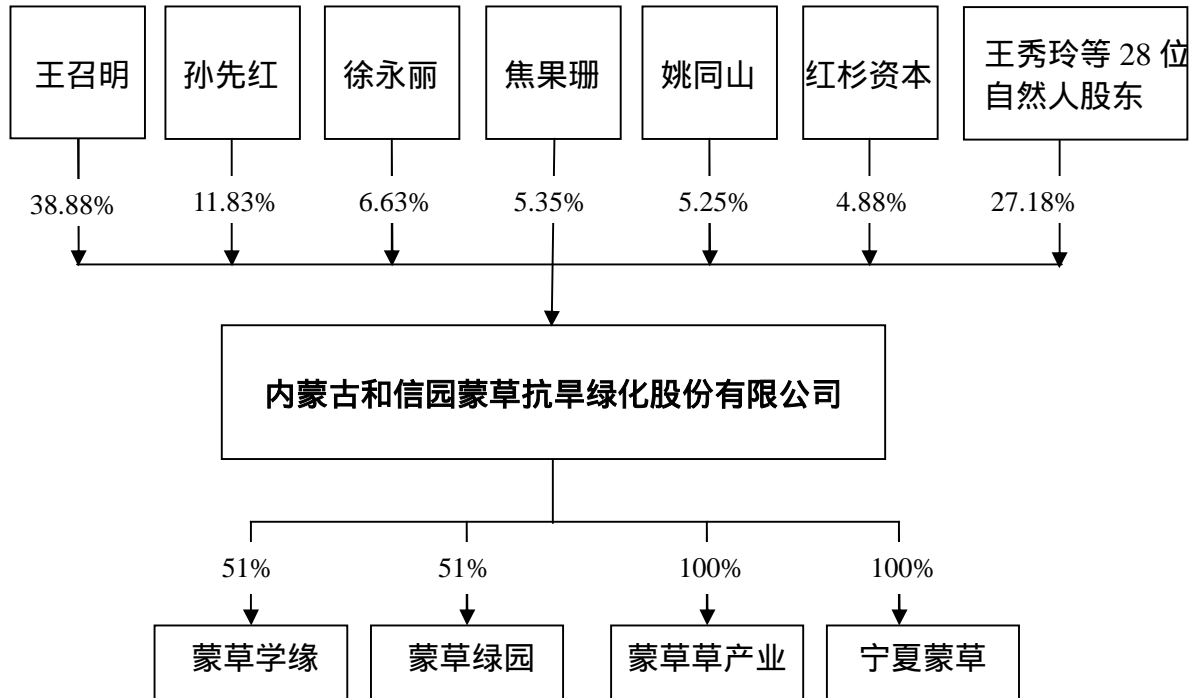 王召明
孙先红
徐永丽
焦果珊
姚同山
红杉资本
王秀玲等 28 位
自然人股东
38.88%
11.83%
6.63%
5.35%
5.25%
4.88%
27.18%
内蒙古和信园蒙草抗旱绿化股份有限公司
51%
51%
100%
100%
蒙草学缘
蒙草绿园
蒙草草产业
宁夏蒙草